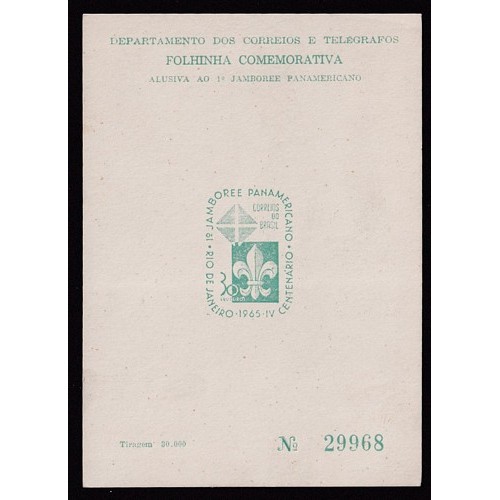 DEPARTAMENTO DOS CORREIOS E TELÉGRAFOS
FOLHINHA COMEMORATIVA
ALUSIVA AO 1º JAMBOREE PANAMERICANO
1º JAMBOREE PANAMERICANO
CORREIOS
DO
BRASIL
30
RIO DE JANEIRO · 1965 · IV CENTENÁRIO
Tiragem 30.000
Nº 29968